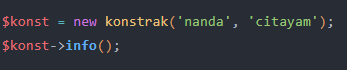 $konst = new konstrak('nanda', 'citayam');
$konst->info();